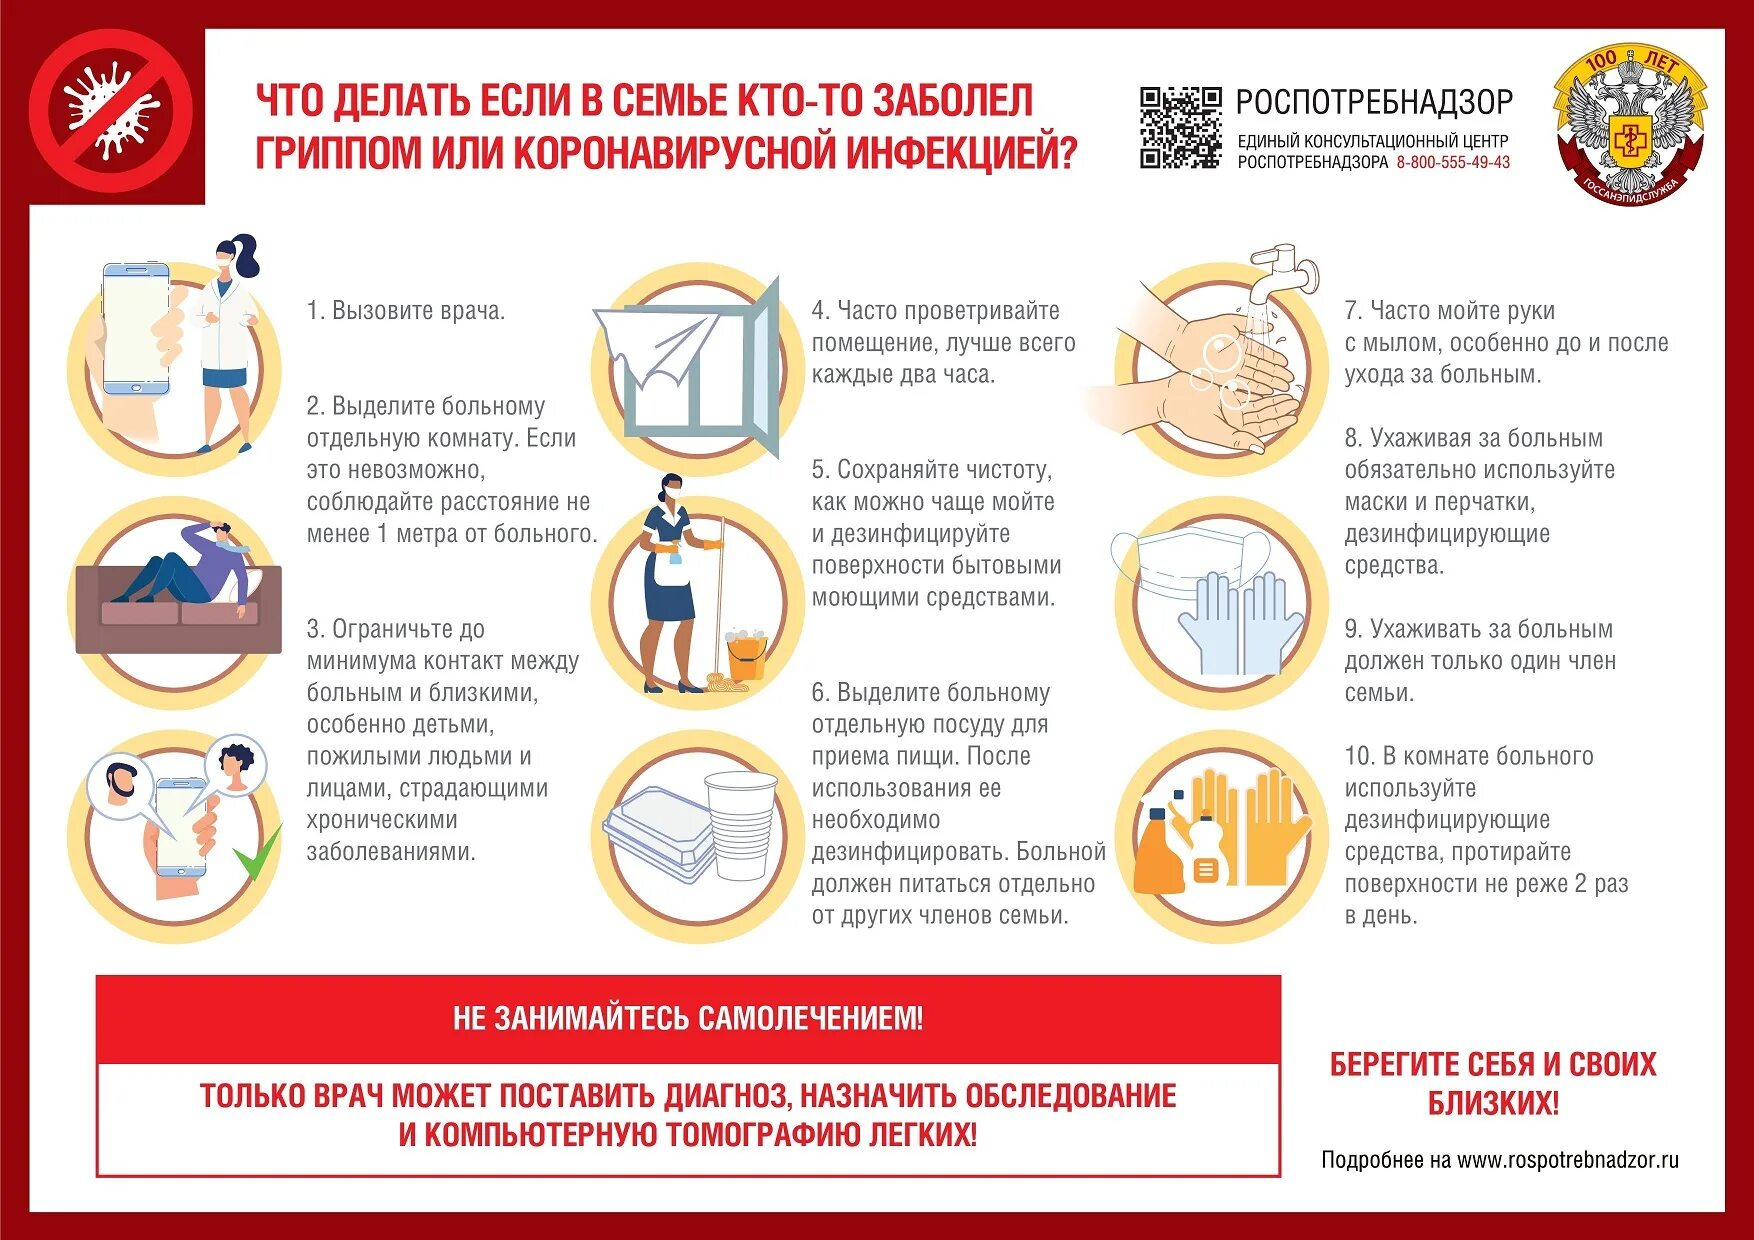 ЧТО ДЕЛАТЬ ЕСЛИ В СЕМЬЕ КТО-ТО ЗАБОЛЕЛ
ГРИППОМ ИЛИ КОРОНАВИРУСНОЙ ИНФЕКЦИЕЙ?
РОСПОТРЕБНАДЗОР
ЕДИНЫЙ КОНСУЛЬТАЦИОННЫЙ ЦЕНТР
РОСПОТРЕБНАДЗОРА 8-800-555-49-43
100 ЛЕТ
ГОССАНЭПИДСЛУЖБА
1. Вызовите врача.
2. Выделите больному
отдельную комнату. Если
это невозможно,
соблюдайте расстояние не
менее 1 метра от больного.
3. Ограничьте до
минимума контакт между
больным и близкими,
особенно детьми,
пожилыми людьми и
лицами, страдающими
хроническими
заболеваниями.
4. Часто проветривайте
помещение, лучше всего
каждые два часа.
5. Сохраняйте чистоту,
как можно чаще мойте
и дезинфицируйте
поверхности бытовыми
моющими средствами.
6. Выделите больному
отдельную посуду для
приема пищи. После
использования ее
необходимо
дезинфицировать. Больной
должен питаться отдельно
от других членов семьи.
7. Часто мойте руки
с мылом, особенно до и после
ухода за больным.
8. Ухаживая за больным
обязательно используйте
маски и перчатки,
дезинфицирующие
средства.
9. Ухаживать за больным
должен только один член
семьи.
10. В комнате больного
используйте
дезинфицирующие
средства, протирайте
поверхности не реже 2 раз
в день.
НЕ ЗАНИМАЙТЕСЬ САМОЛЕЧЕНИЕМ!
ТОЛЬКО ВРАЧ МОЖЕТ ПОСТАВИТЬ ДИАГНОЗ, НАЗНАЧИТЬ ОБСЛЕДОВАНИЕ
И КОМПЬЮТЕРНУЮ ТОМОГРАФИЮ ЛЕГКИХ!
БЕРЕГИТЕ СЕБЯ И СВОИХ
БЛИЗКИХ!
Подробнее на www.rospotrebnadzor.ru